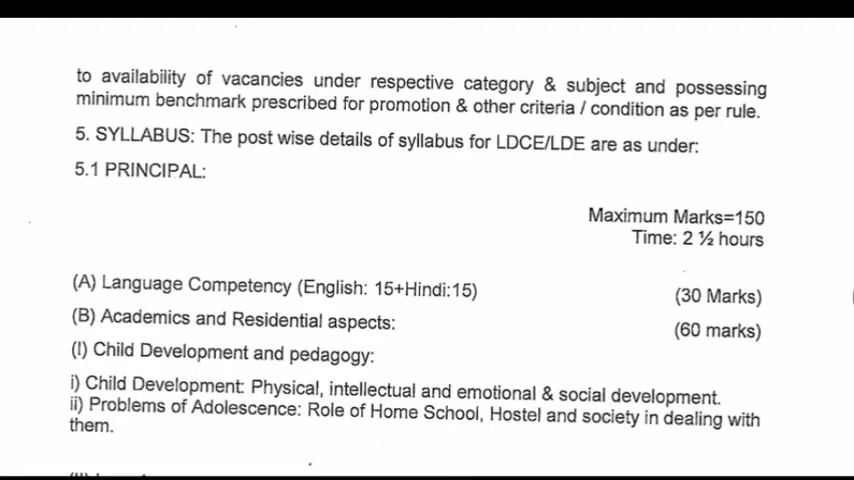 to availability of vacancies under respective category & subject and possessing
minimum benchmark prescribed for promotion & other criteria / condition as per rule.
5. SYLLABUS: The post wise details of syllabus for LDCE/LDE are as under:
5.1 PRINCIPAL:
Maximum Marks=150
Time: 2 ½ hours
(A) Language Competency (English: 15+Hindi:15) (30 Marks)
(B) Academics and Residential aspects: (60 marks)
(I) Child Development and pedagogy:
i) Child Development: Physical, intellectual and emotional & social development.
ii) Problems of Adolescence: Role of Home School, Hostel and society in dealing with
them.